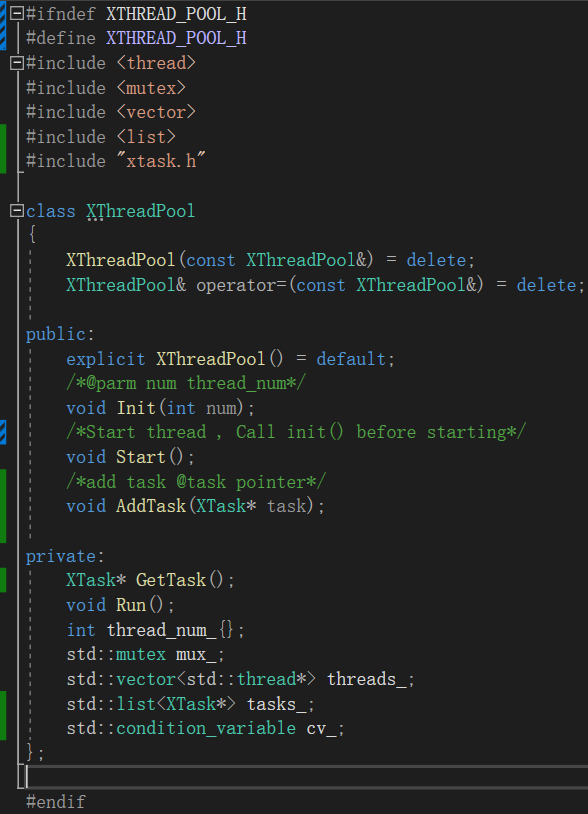 #ifndef XTHREAD_POOL_H
#define XTHREAD_POOL_H
#include <thread>
#include <mutex>
#include <vector>
#include <list>
#include "xtask.h"
class XThreadPool
{
XThreadPool(const XThreadPool&) = delete;
XThreadPool& operator=(const XThreadPool&) = delete;
public:
explicit XThreadPool() = default;
/*@parm num thread_num*/
void Init(int num);
/*Start thread , Call init() before starting*/
void Start();
/*add task @task pointer*/
void AddTask(XTask* task);
private:
XTask* GetTask();
void Run();
int thread_num_{};
std::mutex mux_;
std::vector<std::thread*> threads_;
std::list<XTask*> tasks_;
std::condition_variable cv_;
};
#endif